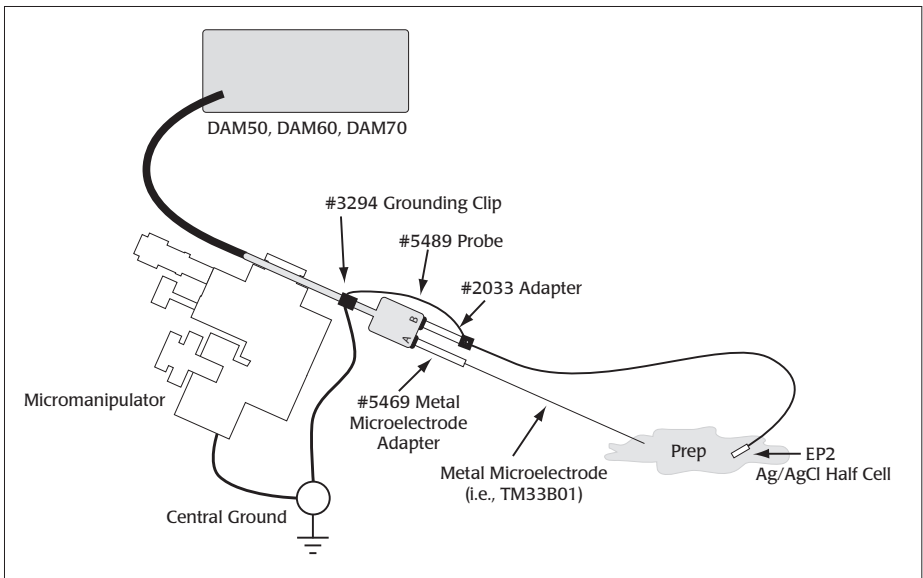 DAM50, DAM60, DAM70
#3294 Grounding Clip
#5489 Probe
#2033 Adapter
B
A
Micromanipulator
#5469 Metal
Microelectrode
Adapter
Metal Microelectrode
(i.e., TM33B01)
Prep
EP2
Ag/AgCl Half Cell
Central Ground